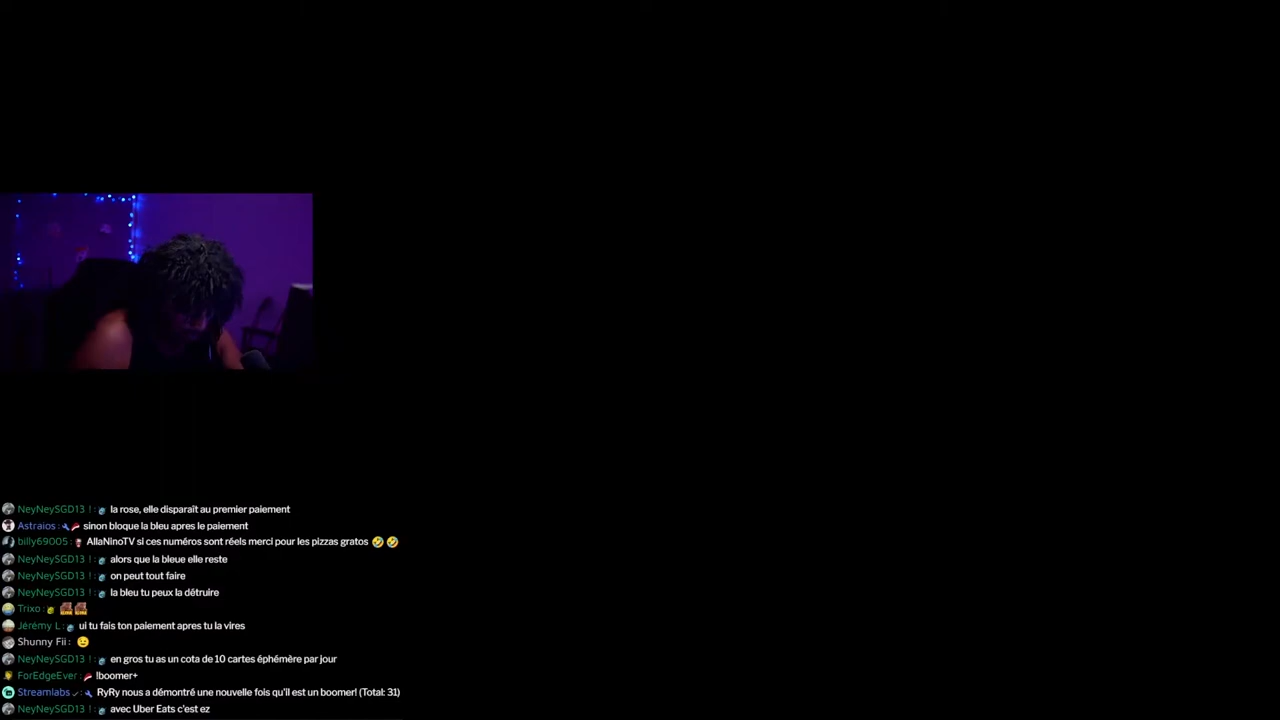 NeyNeySGD13 ! : la rose, elle disparaît au premier paiement
Astraios : sinon bloque la bleu apres le paiement
billy69005 : AllaNinoTV si ces numéros sont réels merci pour les pizzas gratos 🤣 🤣
NeyNeySGD13 ! : alors que la bleue elle reste
NeyNeySGD13 ! : on peut tout faire
NeyNeySGD13 ! : la bleu tu peux la détruire
Trixo :
Jérémy L : ui tu fais ton paiement apres tu la vires
Shunny Fii : 😉
NeyNeySGD13 ! : en gros tu as un cota de 10 cartes éphémère par jour
ForEdgeEver : !boomer+
Streamlabs : RyRy nous a démontré une nouvelle fois qu'il est un boomer! (Total: 31)
NeyNeySGD13 ! : avec Uber Eats c'est ez